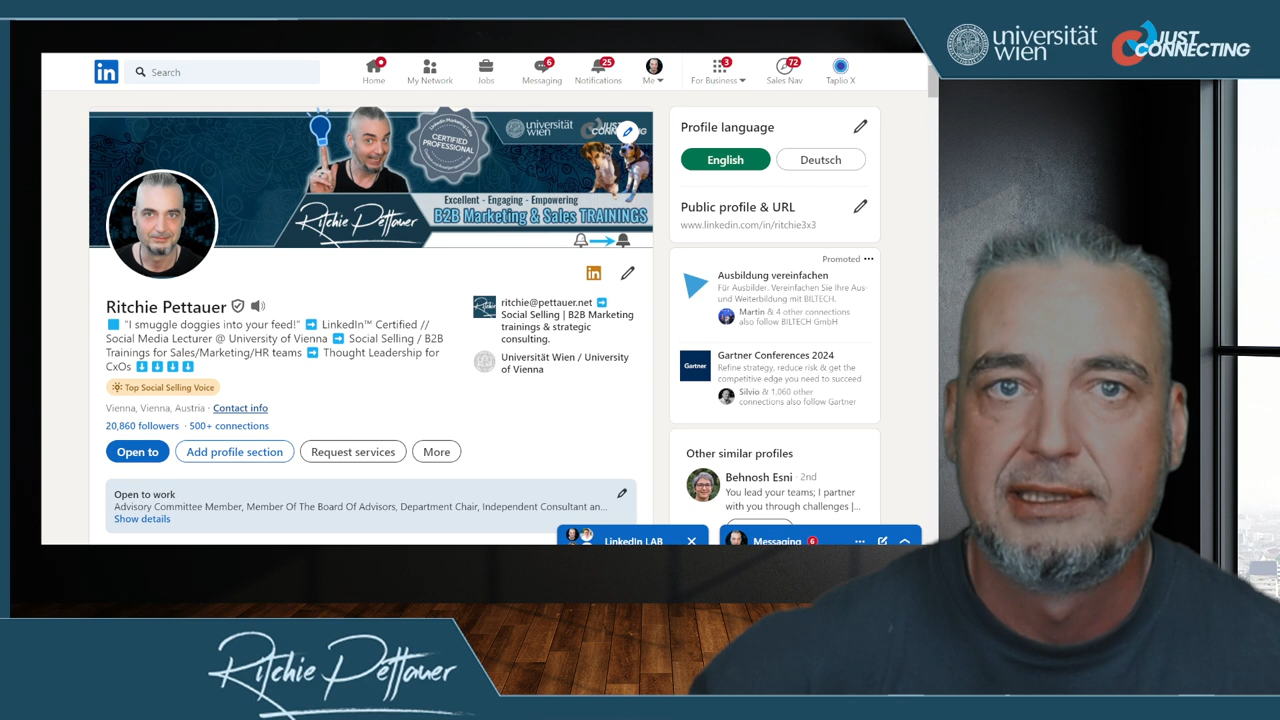 universität
wien
JUST
CONNECTING
in
Search
Home
My Network
Jobs
6
Messaging
25
Notifications
Me
3
For Business
72
Sales Nav
Taplio X
CERTIFIED
PROFESSIONAL
universität
wien
Excellent - Engaging - Empowering
Ritchie Pettauer
B2B Marketing & Sales TRAININGS
in
Ritchie Pettauer
"I smuggle doggies into your feed!" ➡ LinkedIn™ Certified //
Social Media Lecturer @ University of Vienna ➡ Social Selling / B2B
Trainings for Sales/Marketing/HR teams ➡ Thought Leadership for
CxOs ⬇ ⬇ ⬇ ⬇
Top Social Selling Voice
Vienna, Vienna, Austria · Contact info
20,860 followers · 500+ connections
Open to
Add profile section
Request services
More
ritchie@pettauer.net ➡
Social Selling | B2B Marketing
trainings & strategic
consulting.
Universität Wien / University
of Vienna
Open to work
Advisory Committee Member, Member Of The Board Of Advisors, Department Chair, Independent Consultant an...
Show details
Profile language
English
Deutsch
Public profile & URL
www.linkedin.com/in/ritchie3x3
Promoted
Ausbildung vereinfachen
Für Ausbilder. Vereinfachen Sie Ihre Aus-
und Weiterbildung mit BILTECH.
Martin & 4 other connections
also follow BILTECH GmbH
Gartner
Gartner Conferences 2024
Refine strategy, reduce risk & get the
competitive edge you need to succeed
Silvio & 1,060 other
connections also follow Gartner
Other similar profiles
Behnosh Esni · 2nd
You lead your teams; I partner
with you through challenges |...
LinkedIn LAB
Messaging
6
Ritchie Pettauer